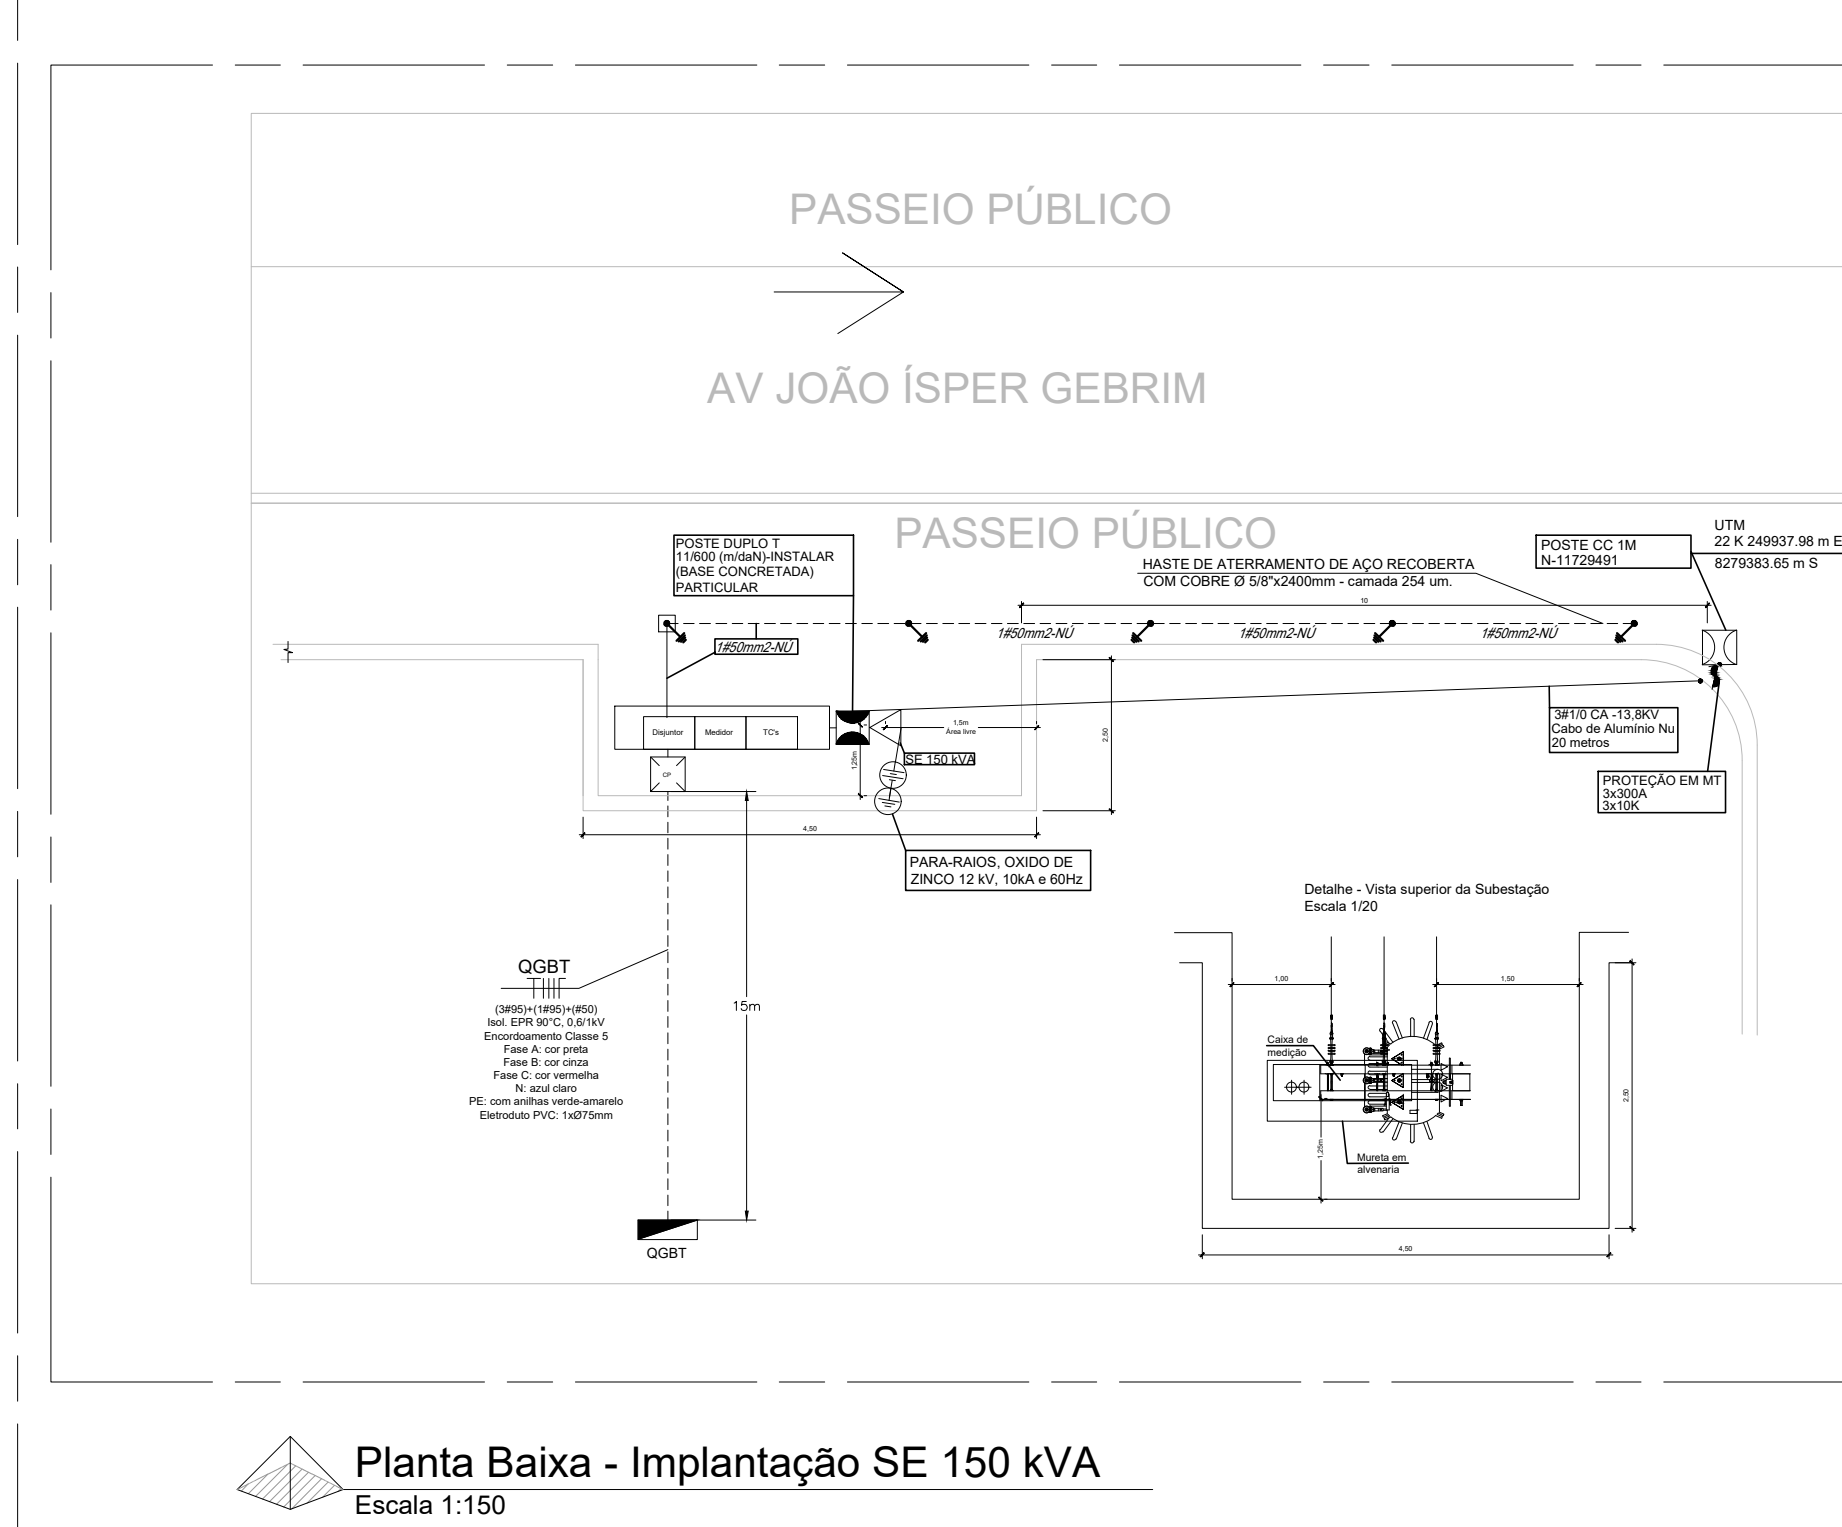 PASSEIO PÚBLICO
AV JOÃO ÍSPER GEBRIM
PASSEIO PÚBLICO
POSTE DUPLO T
11/600 (m/daN)-INSTALAR
(BASE CONCRETADA)
PARTICULAR
HASTE DE ATERRAMENTO DE AÇO RECOBERTA
COM COBRE Ø 5/8"x2400mm - camada 254 um.
POSTE CC 1M
N-11729491
UTM
22 K 249937.98 m E
8279383.65 m S
10
1#50mm2-NÚ
1#50mm2-NÚ
1#50mm2-NÚ
1#50mm2-NÚ
Disjuntor
Medidor
TC's
1,5m
Área livre
2,50
1,25m
SE 150 kVA
CP
3#1/0 CA -13,8KV
Cabo de Alumínio Nu
20 metros
PROTEÇÃO EM MT
3x300A
3x10K
4,50
PARA-RAIOS, OXIDO DE
ZINCO 12 kV, 10kA e 60Hz
Detalhe - Vista superior da Subestação
Escala 1/20
QGBT
(3#95)+(1#95)+(#50)
Isol. EPR 90°C, 0,6/1kV
Encordoamento Classe 5
Fase A: cor preta
Fase B: cor cinza
Fase C: cor vermelha
N: azul claro
PE: com anilhas verde-amarelo
Eletroduto PVC: 1xØ75mm
15m
1,00
1,50
Caixa de
medição
2,50
1,25m
Mureta em
alvenaria
4,50
QGBT
Planta Baixa - Implantação SE 150 kVA
Escala 1:150